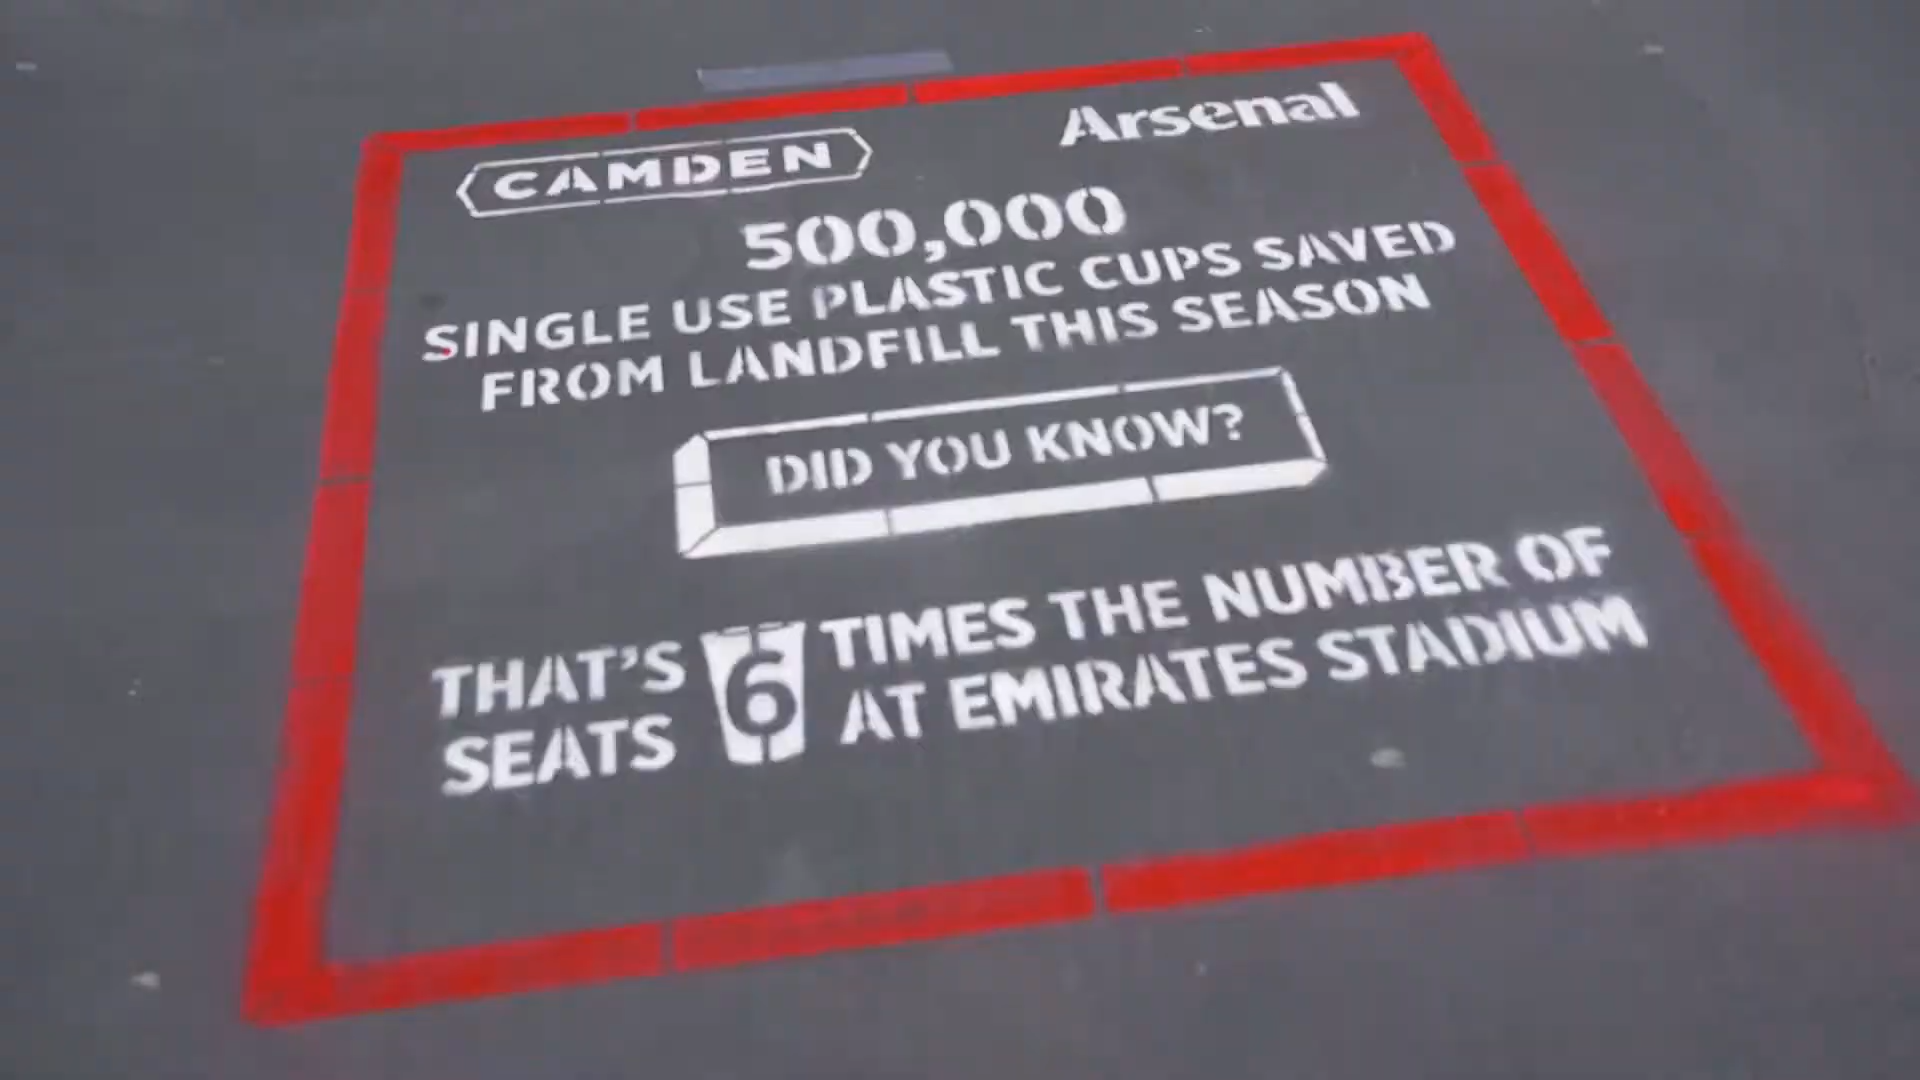 CAMDEN
Arsenal
500,000
SINGLE USE PLASTIC CUPS SAVED
FROM LANDFILL THIS SEASON
DID YOU KNOW?
THAT'S 6 TIMES THE NUMBER OF
SEATS AT EMIRATES STADIUM